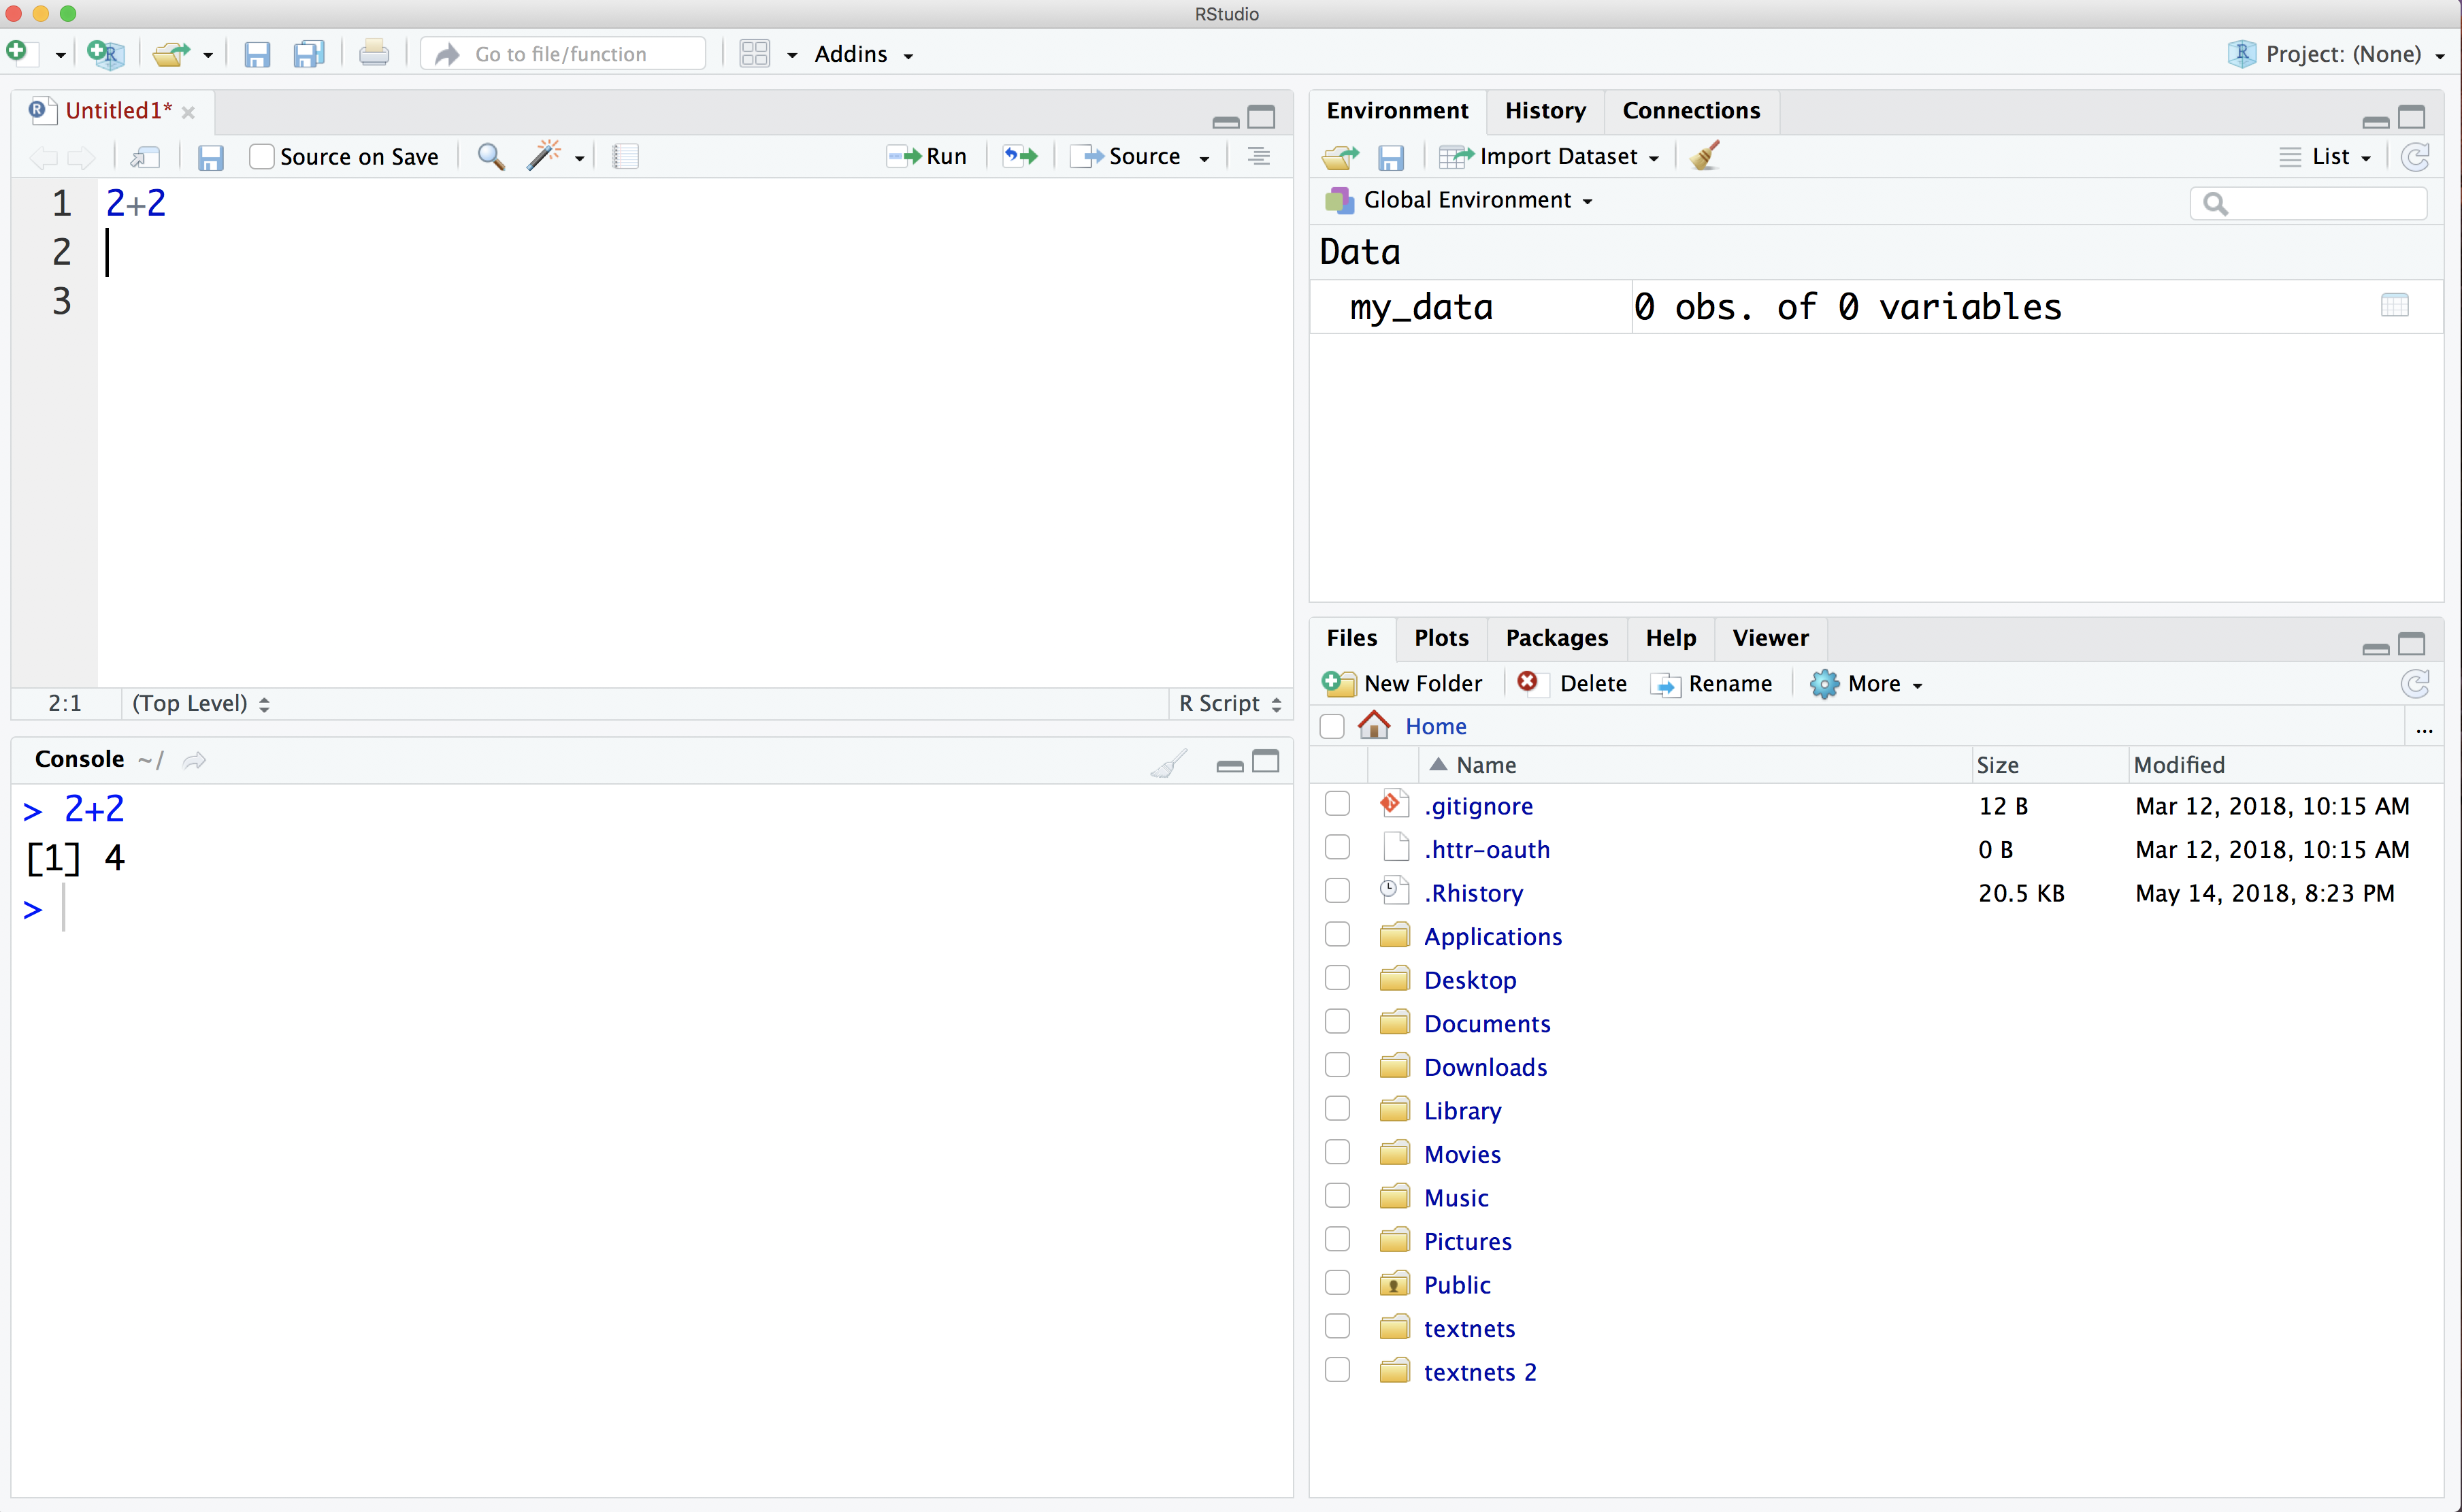 RStudio
Go to file/function
Addins
Project: (None)
Untitled1*
Source on Save
Run
Source
1 2+2
2
3
2:1 (Top Level) R Script
Console ~/
> 2+2
[1] 4
>
Environment History Connections
Import Dataset
List
Global Environment
Data
my_data 0 obs. of 0 variables
Files Plots Packages Help Viewer
New Folder Delete Rename More
Home ...
Name Size Modified
.gitignore 12 B Mar 12, 2018, 10:15 AM
.httr-oauth 0 B Mar 12, 2018, 10:15 AM
.Rhistory 20.5 KB May 14, 2018, 8:23 PM
Applications
Desktop
Documents
Downloads
Library
Movies
Music
Pictures
Public
textnets
textnets 2